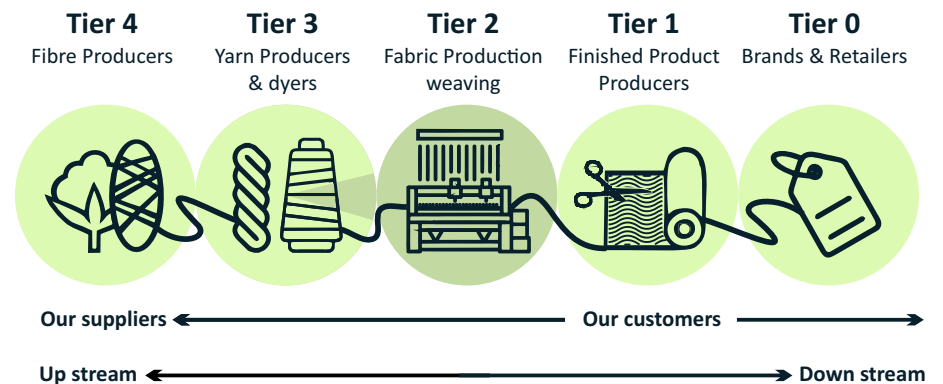 Tier 4
Fibre Producers
Tier 3
Yarn Producers
& dyers
Tier 2
Fabric Production
weaving
Tier 1
Finished Product
Producers
Tier 0
Brands & Retailers
Our suppliers
Our customers
Up stream
Down stream